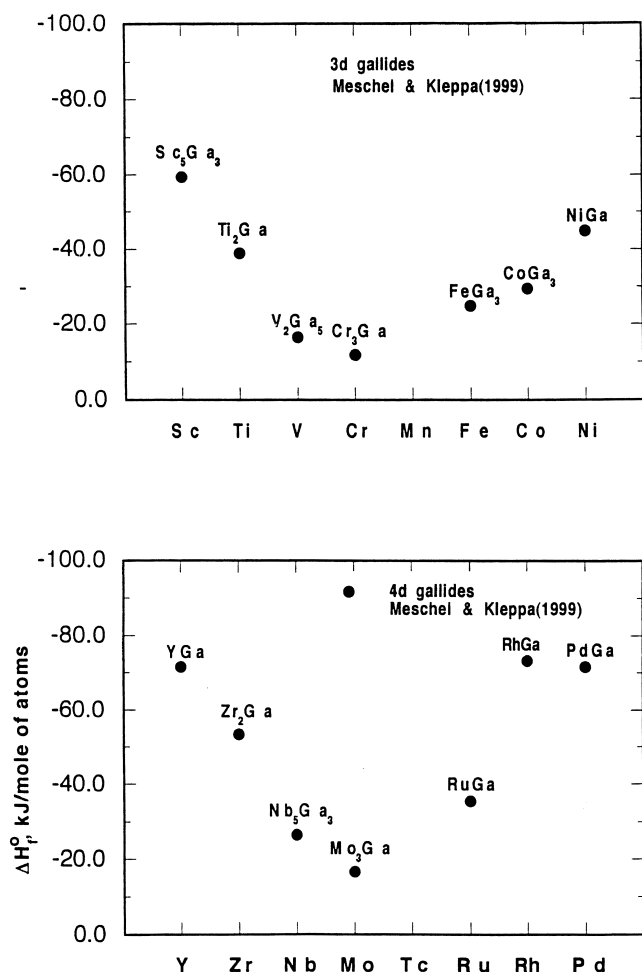 -100.0
3d gallides
Meschel & Kleppa(1999)
-80.0
Sc5Ga3
-60.0
Ti2Ga
NiGa
-40.0
FeGa3
CoGa3
V2Ga5
Cr3Ga
-20.0
0.0
Sc Ti V Cr Mn Fe Co Ni
-100.0
4d gallides
Meschel & Kleppa(1999)
-80.0
YGa
RhGa
PdGa
-60.0
Zr2Ga
-40.0
RuGa
Nb5Ga3
Mo3Ga
-20.0
0.0
ΔHf°, kJ/mole of atoms
Y Zr Nb Mo Tc Ru Rh Pd